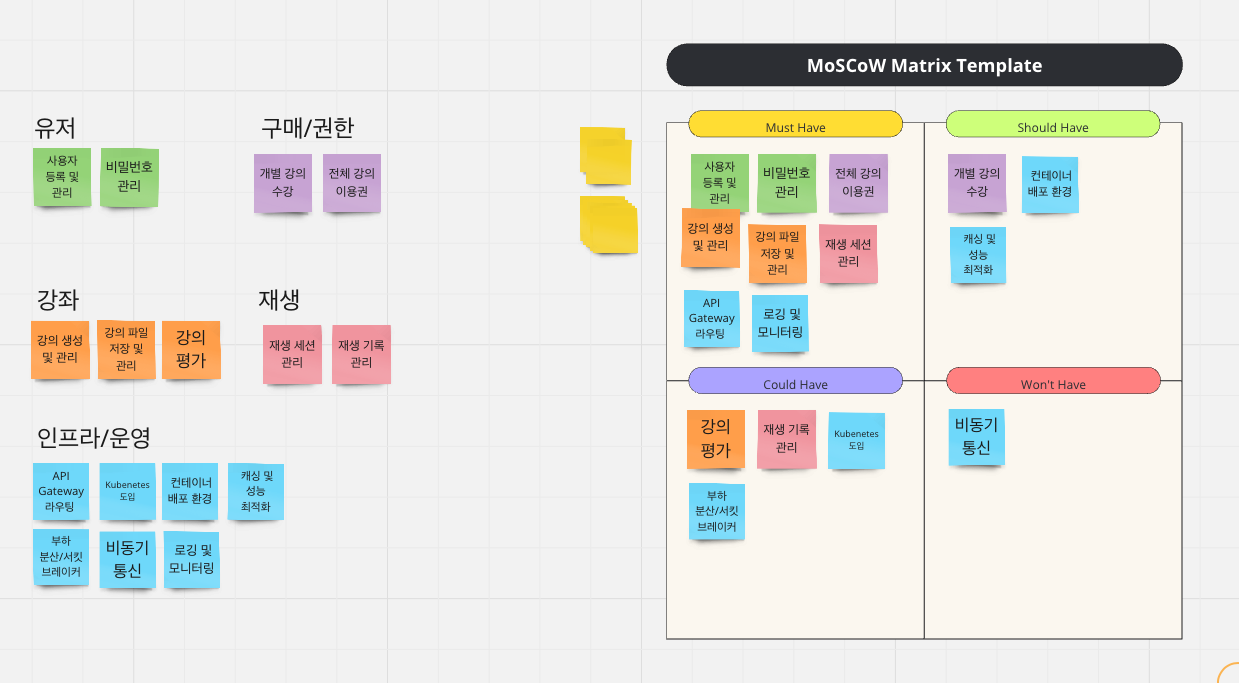 MoSCoW Matrix Template
유저
사용자
등록 및
관리
비밀번호
관리
구매/권한
개별 강의
수강
전체 강의
이용권
강좌
강의 생성
및 관리
강의 파일
저장 및
관리
강의
평가
재생
재생 세션
관리
재생 기록
관리
인프라/운영
API
Gateway
라우팅
Kubenetes
도입
컨테이너
배포 환경
캐싱 및
성능
최적화
부하
분산/서킷
브레이커
비동기
통신
로깅 및
모니터링
Must Have
사용자
등록 및
관리
비밀번호
관리
전체 강의
이용권
강의 생성
및 관리
강의 파일
저장 및
관리
재생 세션
관리
API
Gateway
라우팅
로깅 및
모니터링
Should Have
개별 강의
수강
컨테이너
배포 환경
캐싱 및
성능
최적화
Could Have
강의
평가
재생 기록
관리
Kubenetes
도입
부하
분산/서킷
브레이커
Won't Have
비동기
통신